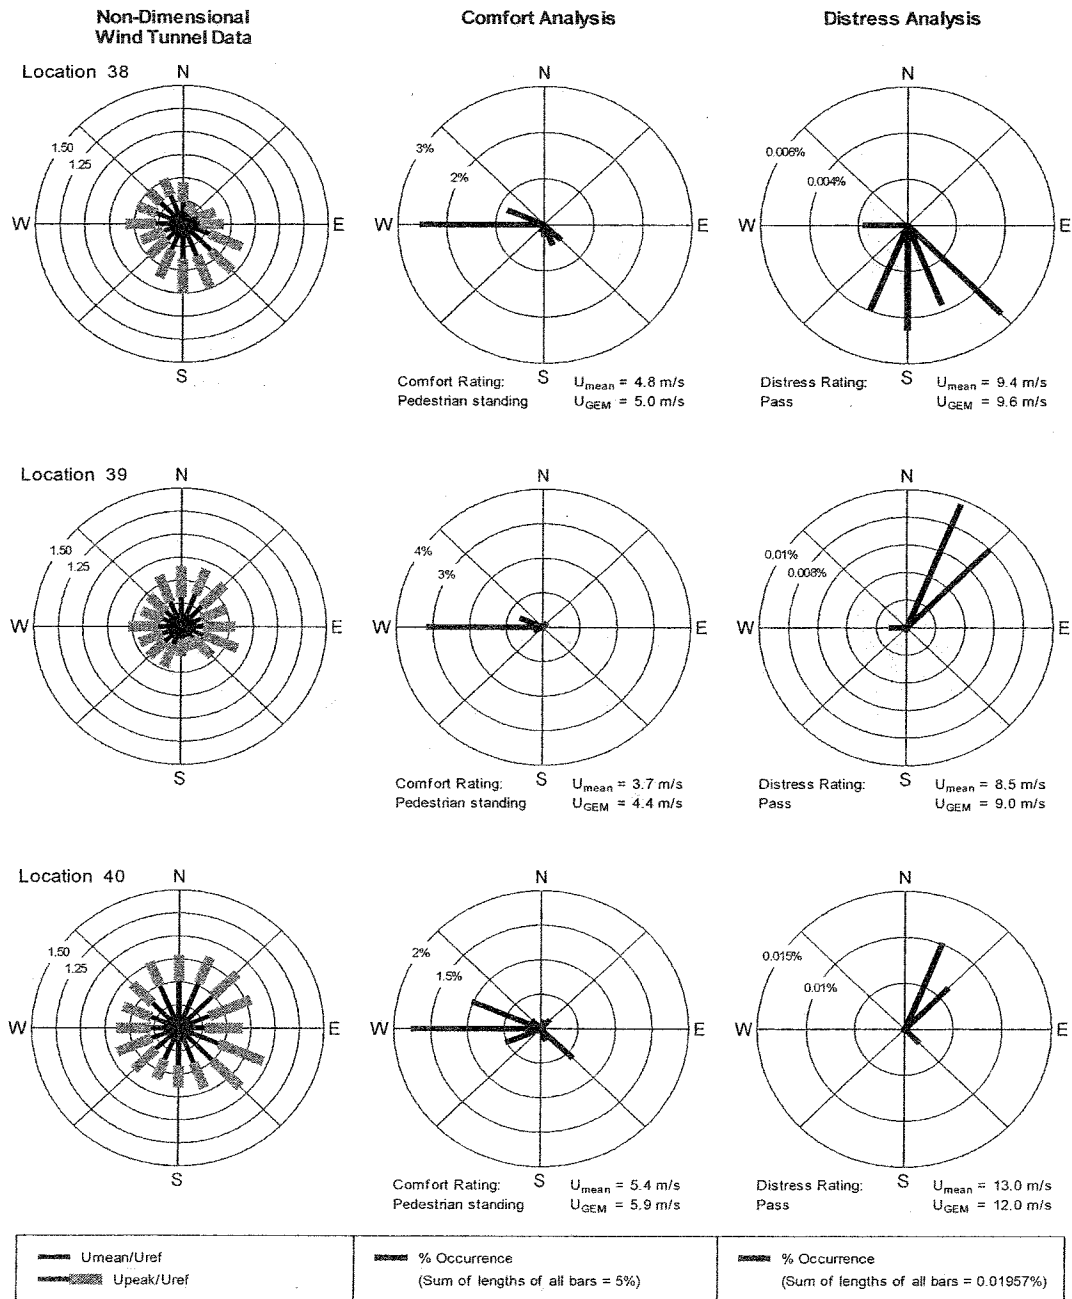 Non-Dimensional
Wind Tunnel Data
Comfort Analysis
Distress Analysis
Location 38
N
1.50
1.25
W
E
S
N
3%
2%
W
E
S
N
0.006%
0.004%
W
E
S
Comfort Rating: Umean = 4.8 m/s
Pedestrian standing UGEM = 5.0 m/s
Distress Rating: Umean = 9.4 m/s
Pass UGEM = 9.6 m/s
Location 39
N
1.50
1.25
W
E
S
N
4%
3%
W
E
S
N
0.01%
0.008%
W
E
S
Comfort Rating: Umean = 3.7 m/s
Pedestrian standing UGEM = 4.4 m/s
Distress Rating: Umean = 8.5 m/s
Pass UGEM = 9.0 m/s
Location 40
N
1.50
1.25
W
E
S
N
2%
1.5%
W
E
S
N
0.015%
0.01%
W
E
S
Comfort Rating: Umean = 5.4 m/s
Pedestrian standing UGEM = 5.9 m/s
Distress Rating: Umean = 13.0 m/s
Pass UGEM = 12.0 m/s
Umean/Uref
Upeak/Uref
% Occurrence
(Sum of lengths of all bars = 5%)
% Occurrence
(Sum of lengths of all bars = 0.01957%)